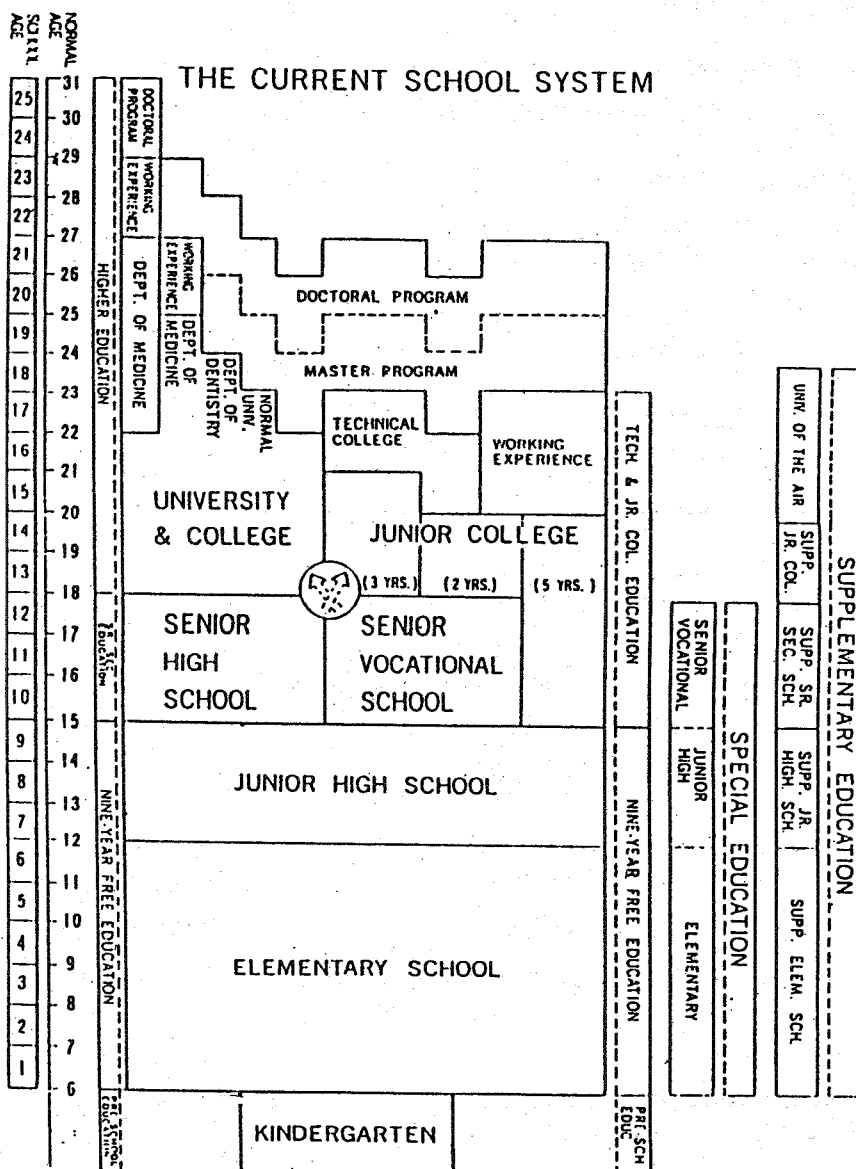 THE CURRENT SCHOOL SYSTEM
AGE
NORMAL
AGE
25
24
23
22
21
20
19
18
17
16
15
14
13
12
11
10
9
8
7
6
5
4
3
2
1
31
30
29
28
27
26
25
24
23
22
21
20
19
18
17
16
15
14
13
12
11
10
9
8
7
6
HIGHER EDUCATION
EDUCATION
NINE-YEAR FREE EDUCATION
DOCTORAL
PROGRAM
WORKING
EXPERIENCE
DEPT. OF MEDICINE
WORKING
EXPERIENCE
DEPT. OF
MEDICINE
DEPT. OF
DENTISTRY
NORMAL
UNIV.
DOCTORAL PROGRAM
MASTER PROGRAM
TECHNICAL
COLLEGE
WORKING
EXPERIENCE
UNIVERSITY
& COLLEGE
JUNIOR COLLEGE
(3 YRS.)
(2 YRS.)
(5 YRS.)
SENIOR
HIGH
SCHOOL
SENIOR
VOCATIONAL
SCHOOL
JUNIOR HIGH SCHOOL
ELEMENTARY SCHOOL
KINDERGARTEN
TECH. & JR. COL. EDUCATION
NINE-YEAR FREE EDUCATION
PRE-SCH
EDUC
SENIOR
VOCATIONAL
JUNIOR
HIGH
ELEMENTARY
SPECIAL EDUCATION
UNIV. OF THE AIR
SUPP.
JR. COL.
SUPP. SR.
SEC. SCH.
SUPP. JR.
HIGH. SCH.
SUPP. ELEM. SCH.
SUPPLEMENTARY EDUCATION